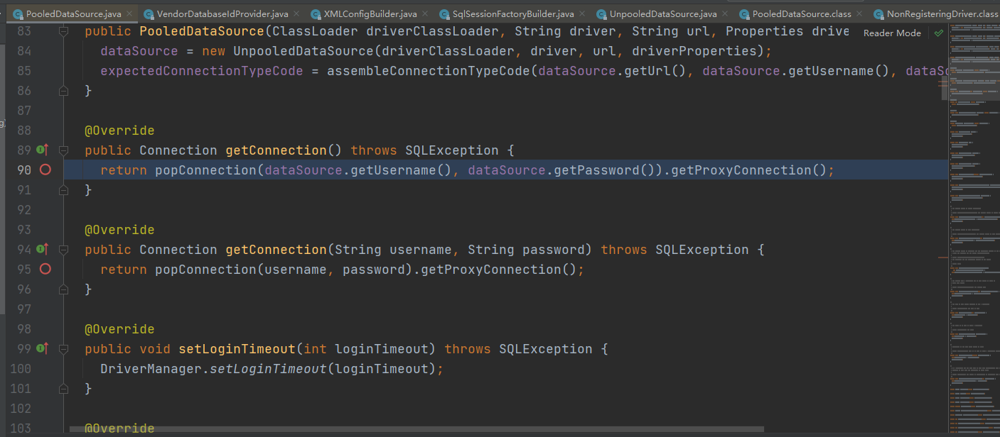 PooledDataSource.java VendorDatabaseIdProvider.java XMLConfigBuilder.java SqlSessionFactoryBuilder.java UnpooledDataSource.java PooledDataSource.class NonRegisteringDriver.class
83 public PooledDataSource(ClassLoader driverClassLoader, String driver, String url, Properties drive Reader Mode
84 dataSource = new UnpooledDataSource(driverClassLoader, driver, url, driverProperties);
85 expectedConnectionTypeCode = assembleConnectionTypeCode(dataSource.getUrl(), dataSource.getUsername(), dataS
86 }
87
88 @Override
89 public Connection getConnection() throws SQLException {
90 return popConnection(dataSource.getUsername(), dataSource.getPassword()).getProxyConnection();
91 }
92
93 @Override
94 public Connection getConnection(String username, String password) throws SQLException {
95 return popConnection(username, password).getProxyConnection();
96 }
97
98 @Override
99 public void setLoginTimeout(int loginTimeout) throws SQLException {
100 DriverManager.setLoginTimeout(loginTimeout);
101 }
102
103 @Override